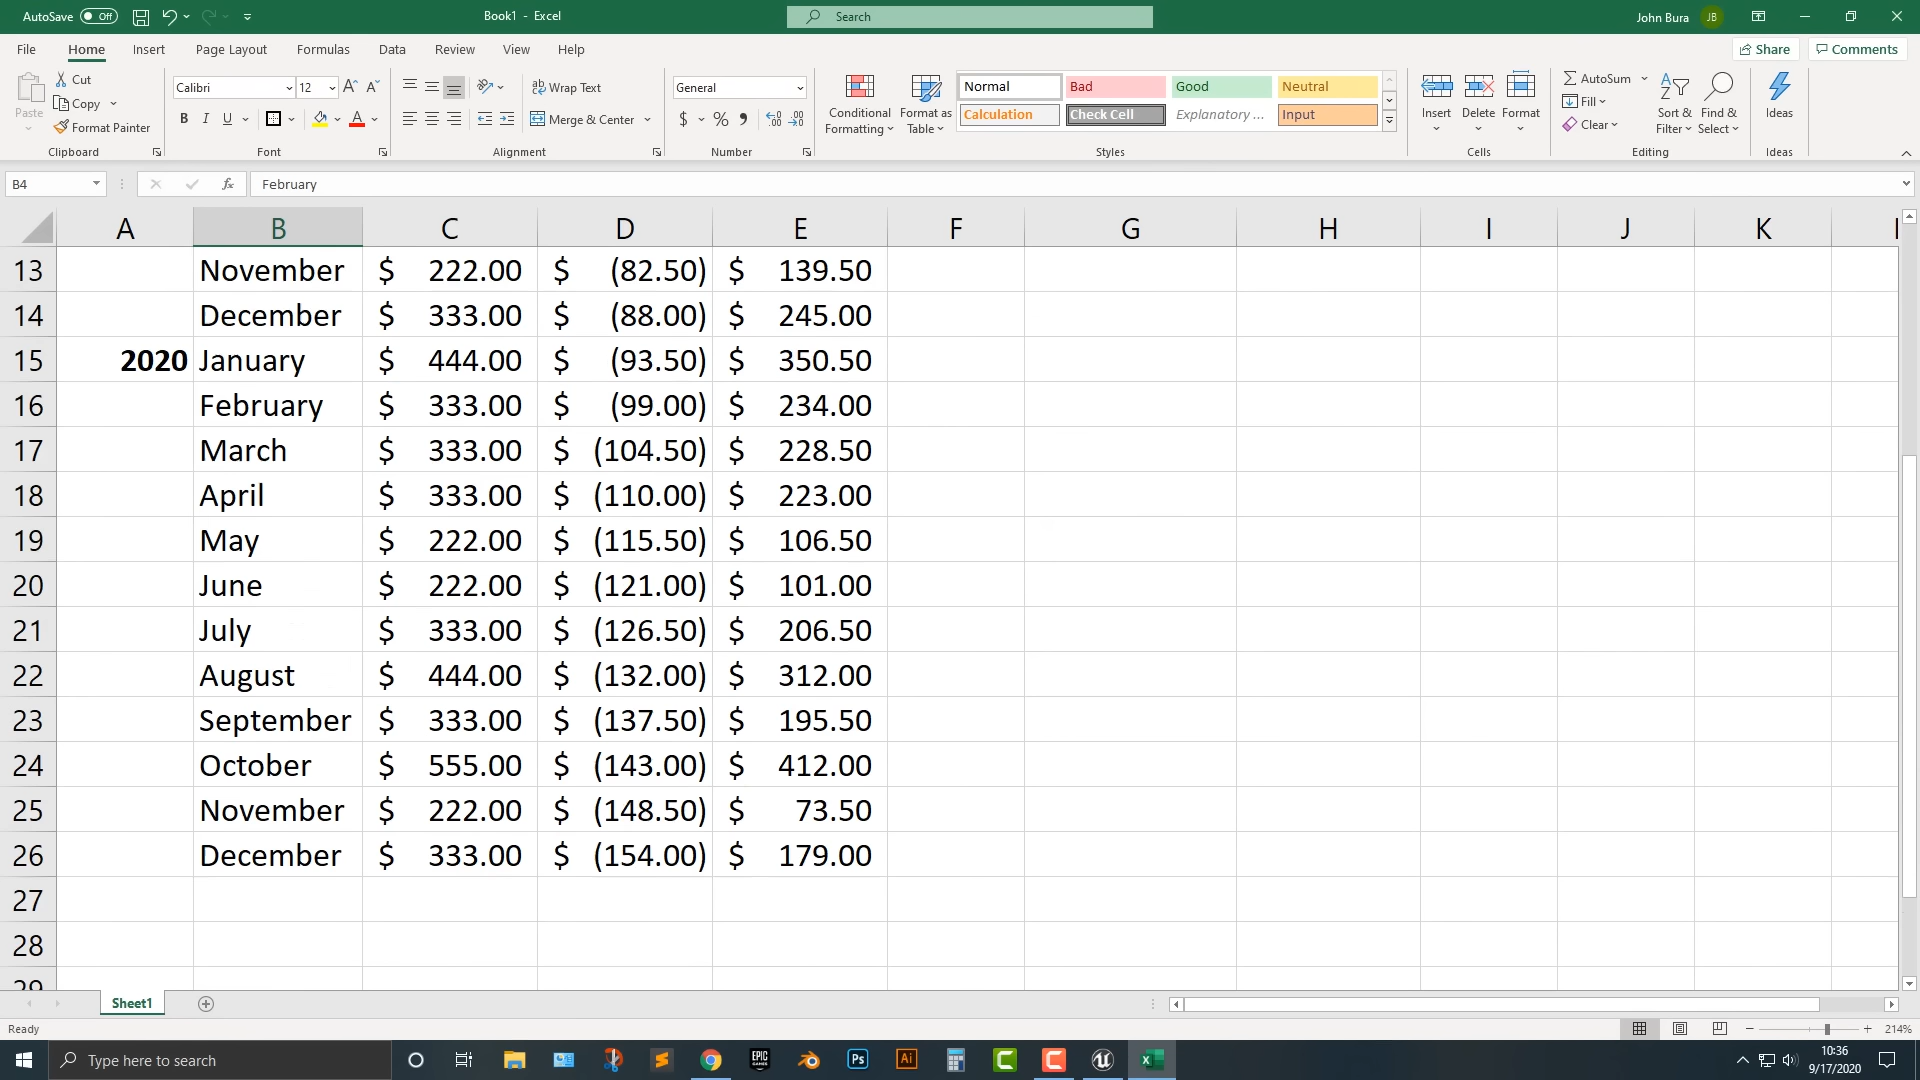 AutoSave Off Book1 - Excel Search John Bura JB
File Home Insert Page Layout Formulas Data Review View Help Share Comments
Paste Cut Copy Format Painter Clipboard
Calibri 12 A A B I U A Font
ab Wrap Text Merge & Center Alignment
General $ % Number
Conditional Formatting Format as Table
Normal Bad Good Neutral
Calculation Check Cell Explanatory ... Input
Styles
Insert Delete Format Cells
AutoSum Fill Clear Sort & Filter Find & Select Editing
Ideas Ideas
B4 fx February
A B C D E F G H I J K
13 November $ 222.00 $ (82.50) $ 139.50
14 December $ 333.00 $ (88.00) $ 245.00
15 2020 January $ 444.00 $ (93.50) $ 350.50
16 February $ 333.00 $ (99.00) $ 234.00
17 March $ 333.00 $ (104.50) $ 228.50
18 April $ 333.00 $ (110.00) $ 223.00
19 May $ 222.00 $ (115.50) $ 106.50
20 June $ 222.00 $ (121.00) $ 101.00
21 July $ 333.00 $ (126.50) $ 206.50
22 August $ 444.00 $ (132.00) $ 312.00
23 September $ 333.00 $ (137.50) $ 195.50
24 October $ 555.00 $ (143.00) $ 412.00
25 November $ 222.00 $ (148.50) $ 73.50
26 December $ 333.00 $ (154.00) $ 179.00
27
28
29
Sheet1
Ready 214%
Type here to search EPIC GAMES Ps Ai 10:36
9/17/2020